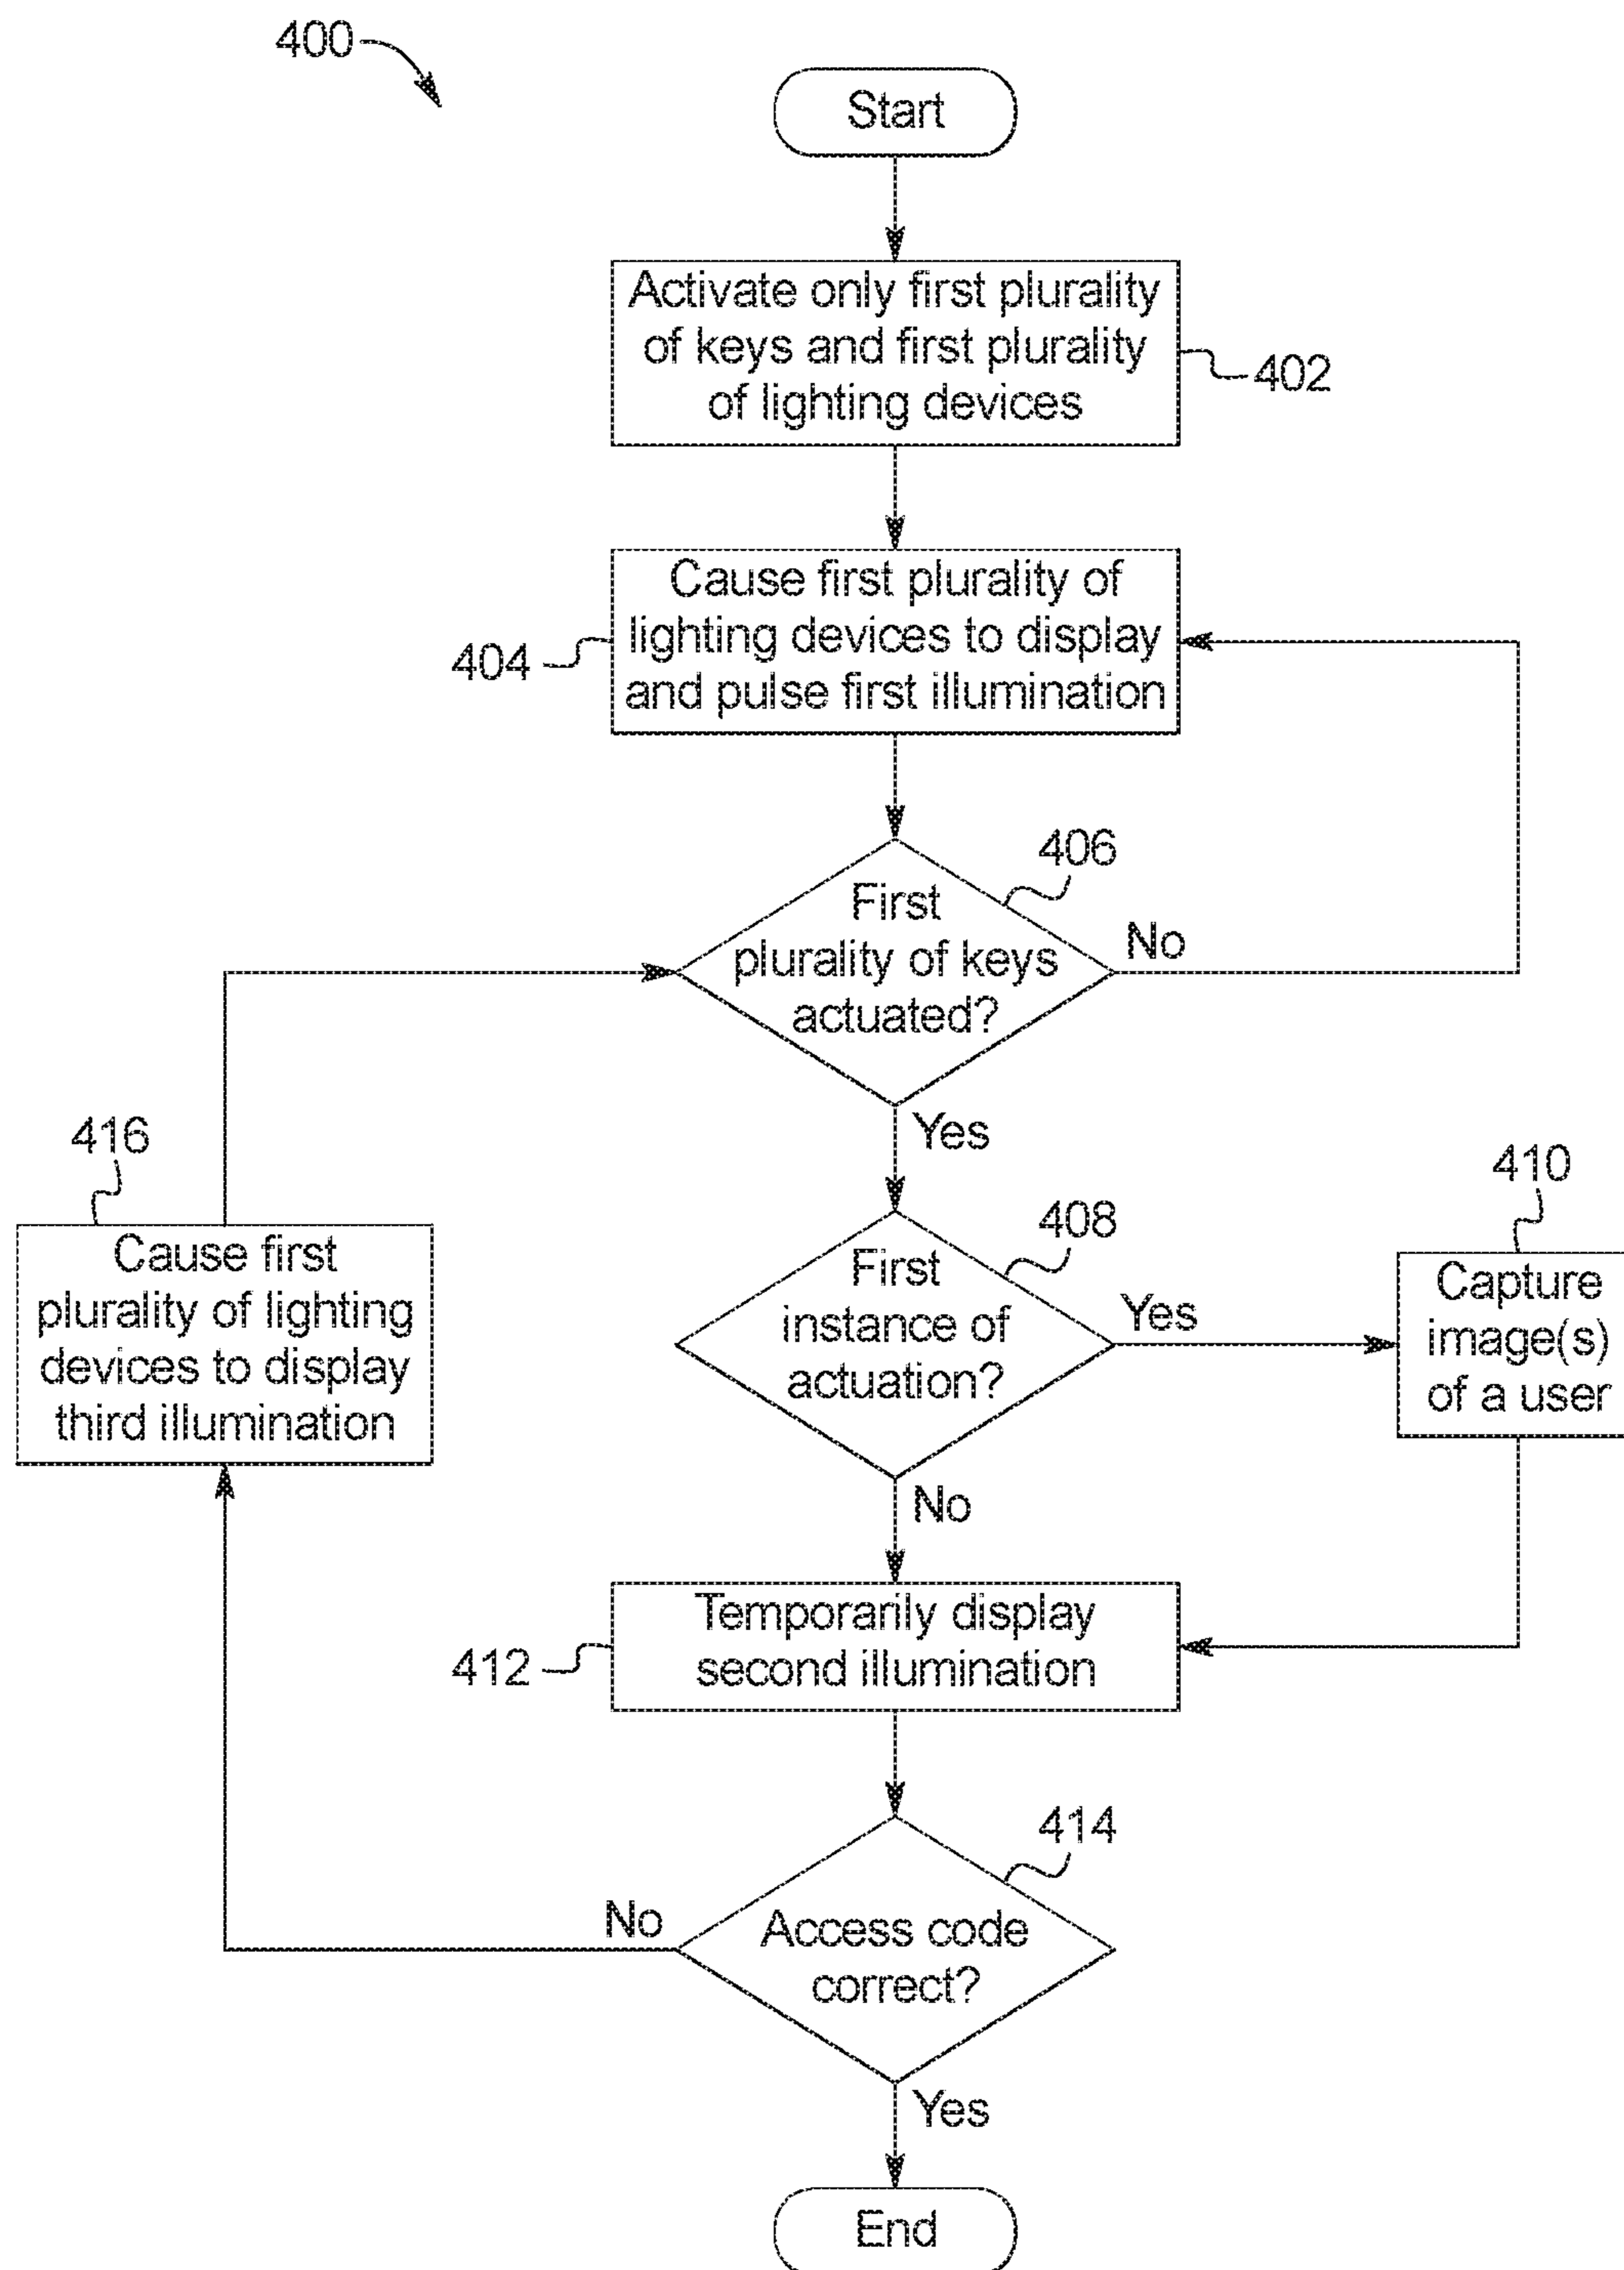 400
Start
Activate only first plurality
of keys and first plurality
of lighting devices
402
Cause first plurality of
lighting devices to display
and pulse first illumination
404
406
First
plurality of keys
actuated?
No
Yes
416
Cause first
plurality of lighting
devices to display
third illumination
408
First
instance of
actuation?
Yes
410
Capture
image(s)
of a user
No
Temporarily display
second illumination
412
414
Access code
correct?
No
Yes
End